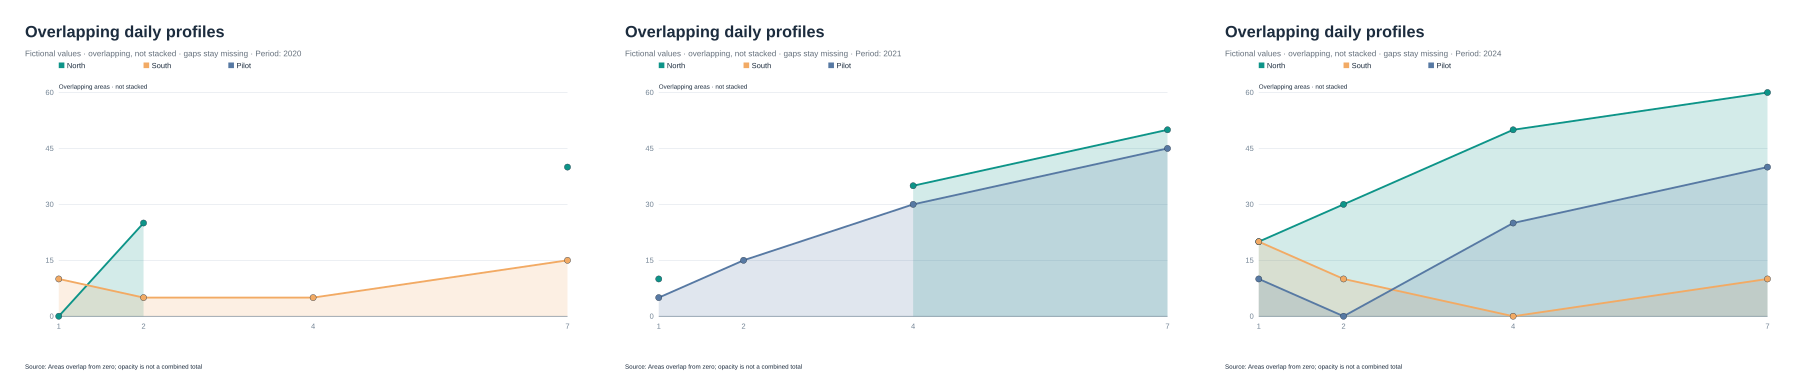 Overlapping daily profiles
Fictional values · overlapping, not stacked · gaps stay missing · Period: 2020
North South Pilot
Overlapping areas · not stacked
60
45
30
15
0
1 2 4 7
Source: Areas overlap from zero; opacity is not a combined total
Overlapping daily profiles
Fictional values · overlapping, not stacked · gaps stay missing · Period: 2021
North South Pilot
Overlapping areas · not stacked
60
45
30
15
0
1 2 4 7
Source: Areas overlap from zero; opacity is not a combined total
Overlapping daily profiles
Fictional values · overlapping, not stacked · gaps stay missing · Period: 2024
North South Pilot
Overlapping areas · not stacked
60
45
30
15
0
1 2 4 7
Source: Areas overlap from zero; opacity is not a combined total